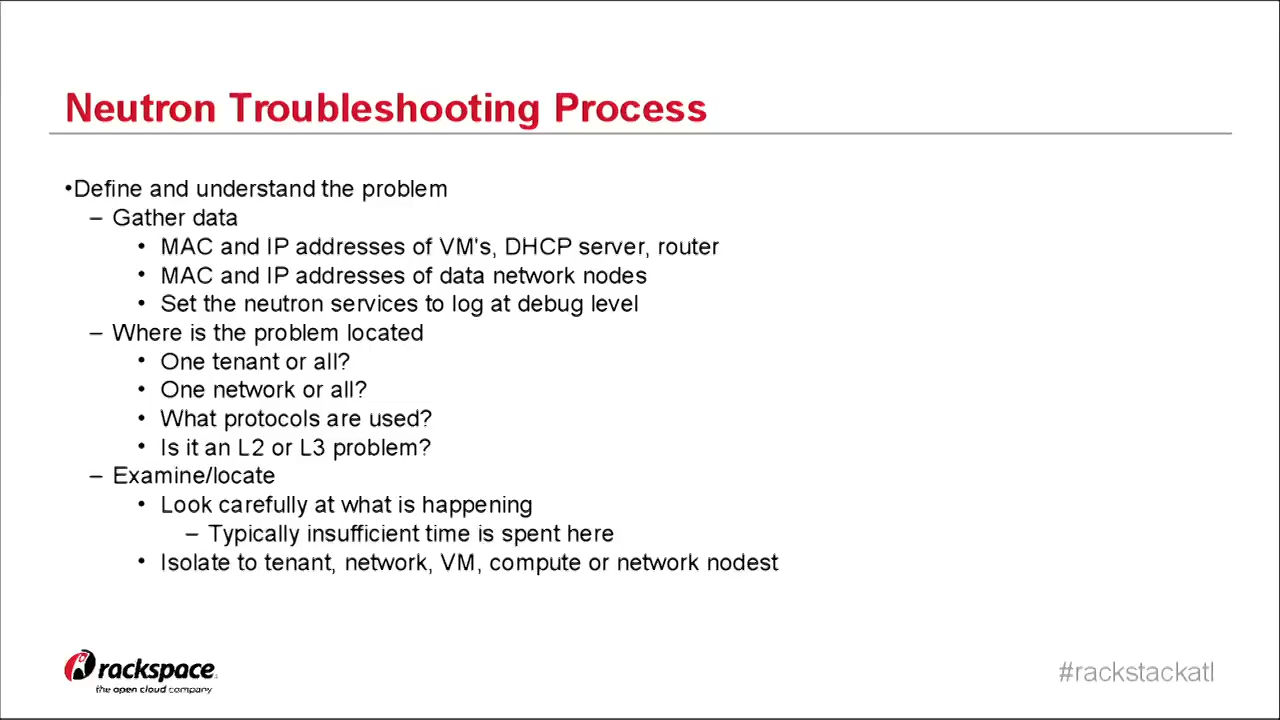 Neutron Troubleshooting Process
•Define and understand the problem
– Gather data
• MAC and IP addresses of VM's, DHCP server, router
• MAC and IP addresses of data network nodes
• Set the neutron services to log at debug level
– Where is the problem located
• One tenant or all?
• One network or all?
• What protocols are used?
• Is it an L2 or L3 problem?
– Examine/locate
• Look carefully at what is happening
– Typically insufficient time is spent here
• Isolate to tenant, network, VM, compute or network nodest
rackspace
the open cloud company
#rackstackatl